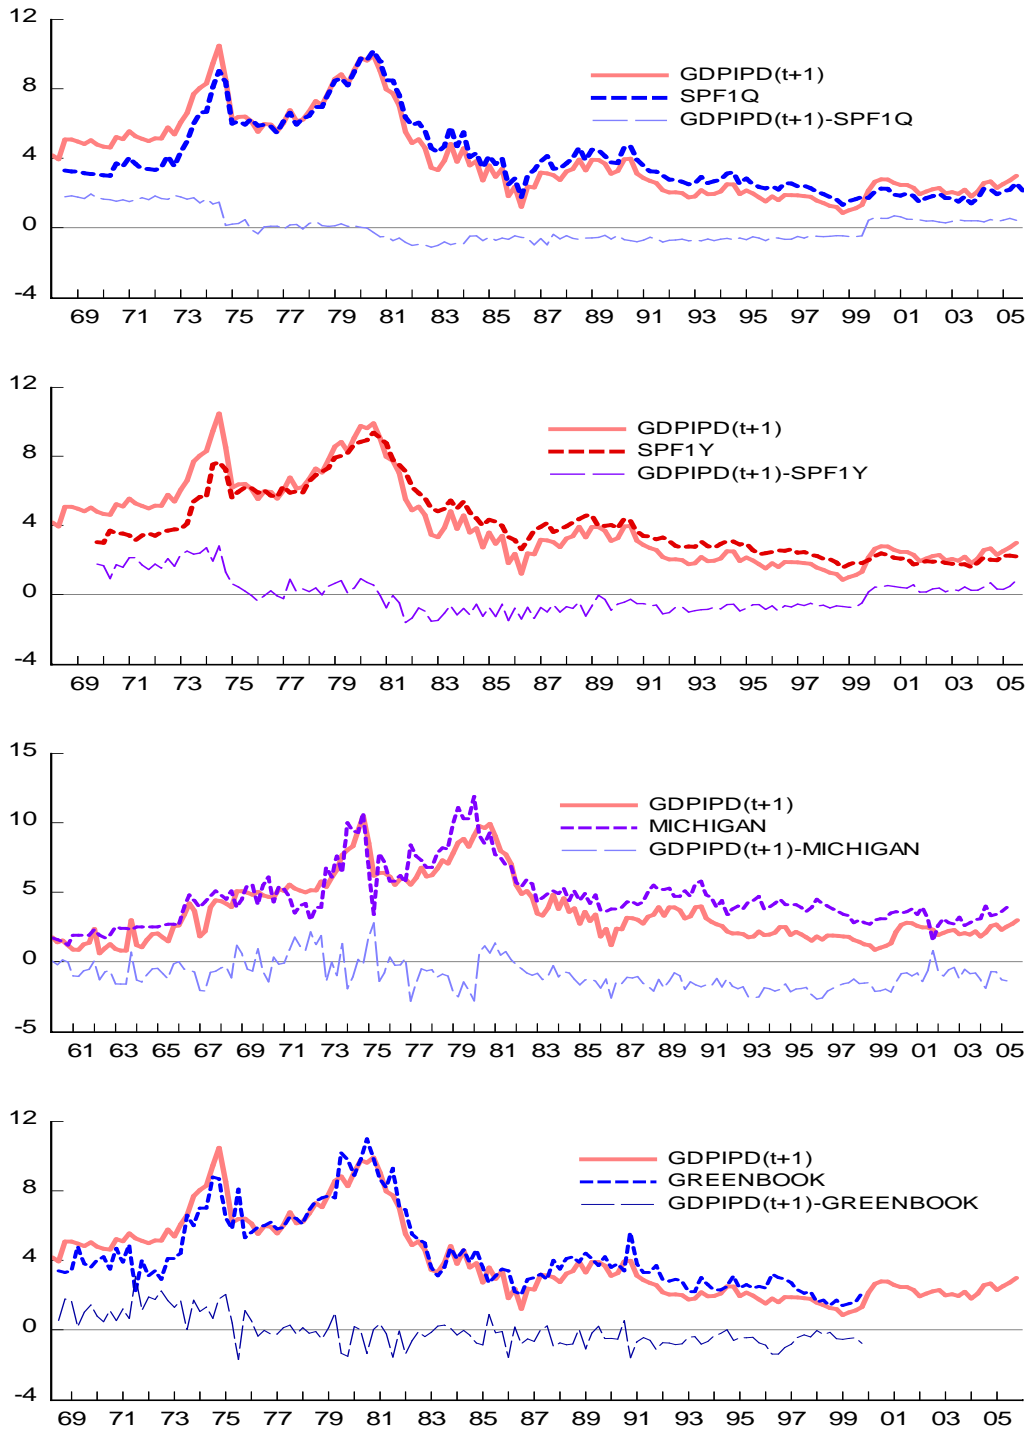 12
8
4
0
-4
GDPIPD(t+1)
SPF1Q
GDPIPD(t+1)-SPF1Q
69 71 73 75 77 79 81 83 85 87 89 91 93 95 97 99 01 03 05
12
8
4
0
-4
GDPIPD(t+1)
SPF1Y
GDPIPD(t+1)-SPF1Y
69 71 73 75 77 79 81 83 85 87 89 91 93 95 97 99 01 03 05
15
10
5
0
-5
GDPIPD(t+1)
MICHIGAN
GDPIPD(t+1)-MICHIGAN
61 63 65 67 69 71 73 75 77 79 81 83 85 87 89 91 93 95 97 99 01 03 05
12
8
4
0
-4
GDPIPD(t+1)
GREENBOOK
GDPIPD(t+1)-GREENBOOK
69 71 73 75 77 79 81 83 85 87 89 91 93 95 97 99 01 03 05